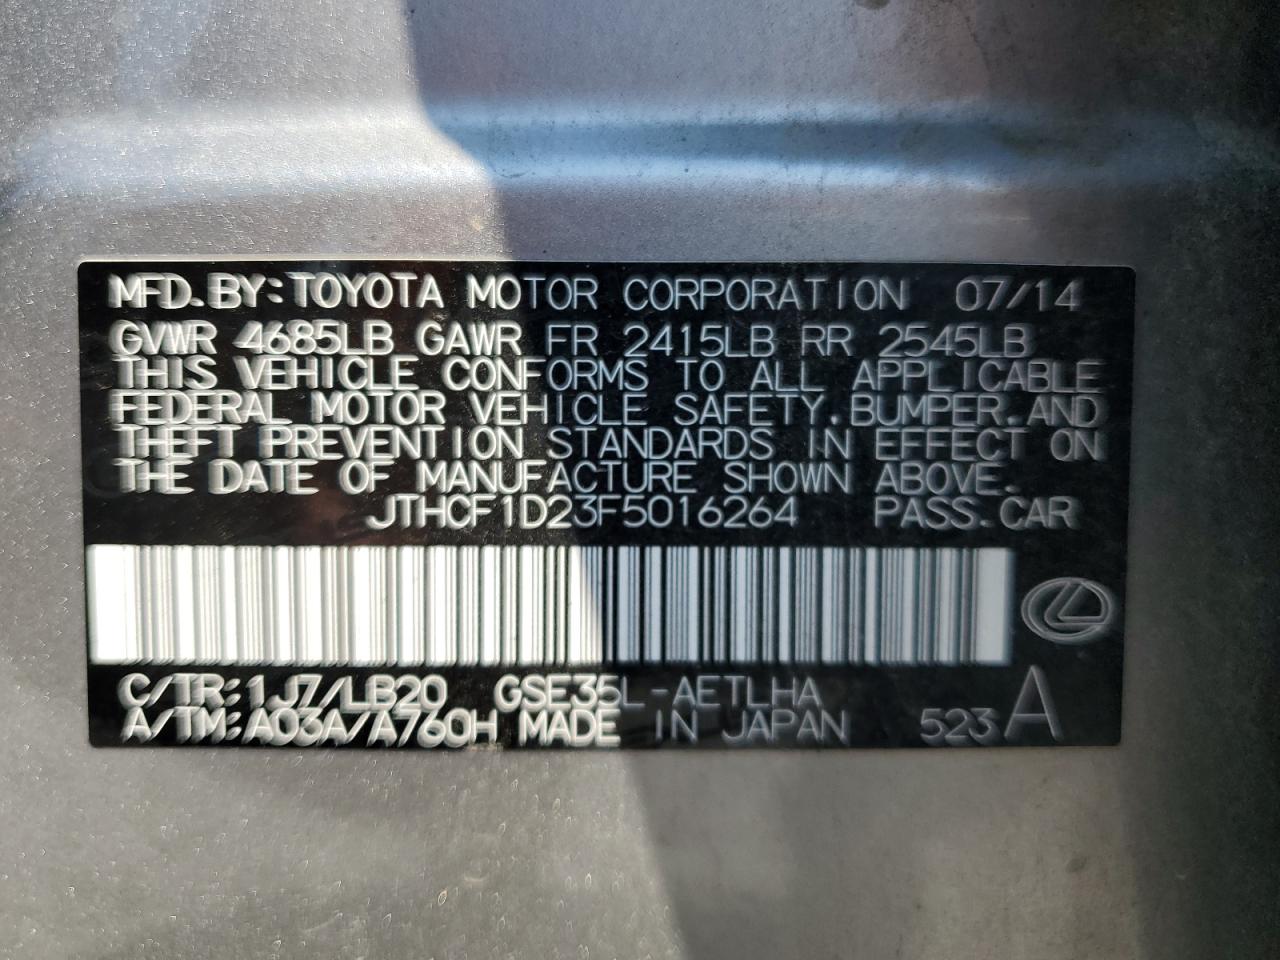 MFD.BY:TOYOTA MOTOR CORPORATION 07/14
GVWR 4685LB GAWR FR 2415LB RR 2545LB
THIS VEHICLE CONFORMS TO ALL APPLICABLE
FEDERAL MOTOR VEHICLE SAFETY,BUMPER,AND
THEFT PREVENTION STANDARDS IN EFFECT ON
THE DATE OF MANUFACTURE SHOWN ABOVE.
JTHCF1D23F5016264 PASS.CAR
C/TR:1J7/LB20 GSE35L-AETLHA
A/TM:A03A/A760H MADE IN JAPAN 523 A